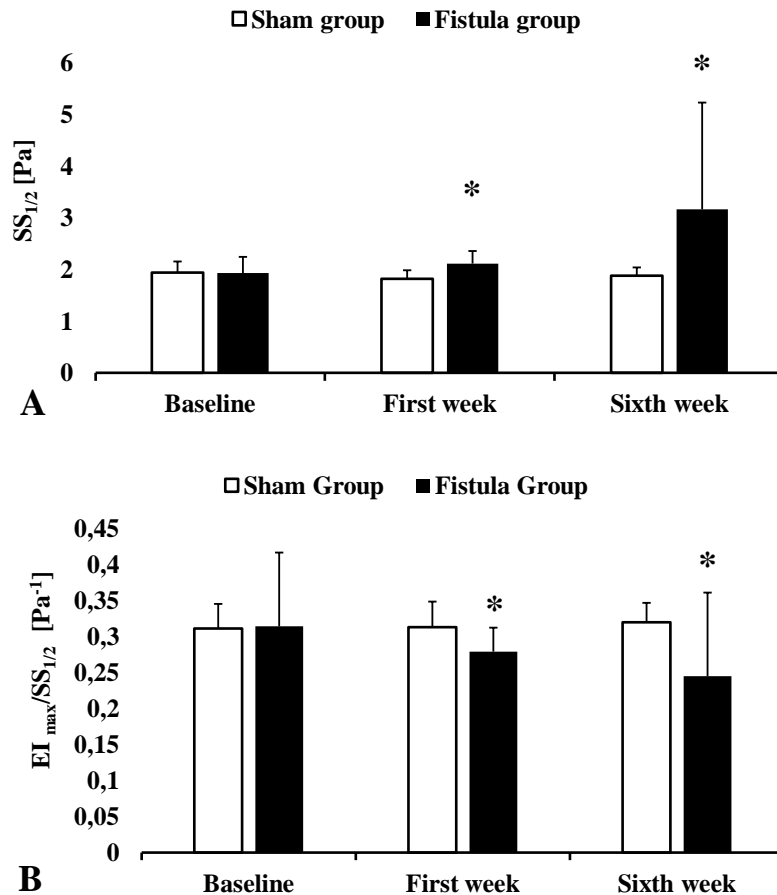 Sham group Fistula group
6
*
5
4
*
3
2
1
0
SS1/2 [Pa]
A
Baseline First week Sixth week
Sham Group Fistula Group
0,45
0,4
*
0,35
*
0,3
0,25
0,2
0,15
0,1
0,05
0
EI max/SS1/2 [Pa-1]
B
Baseline First week Sixth week